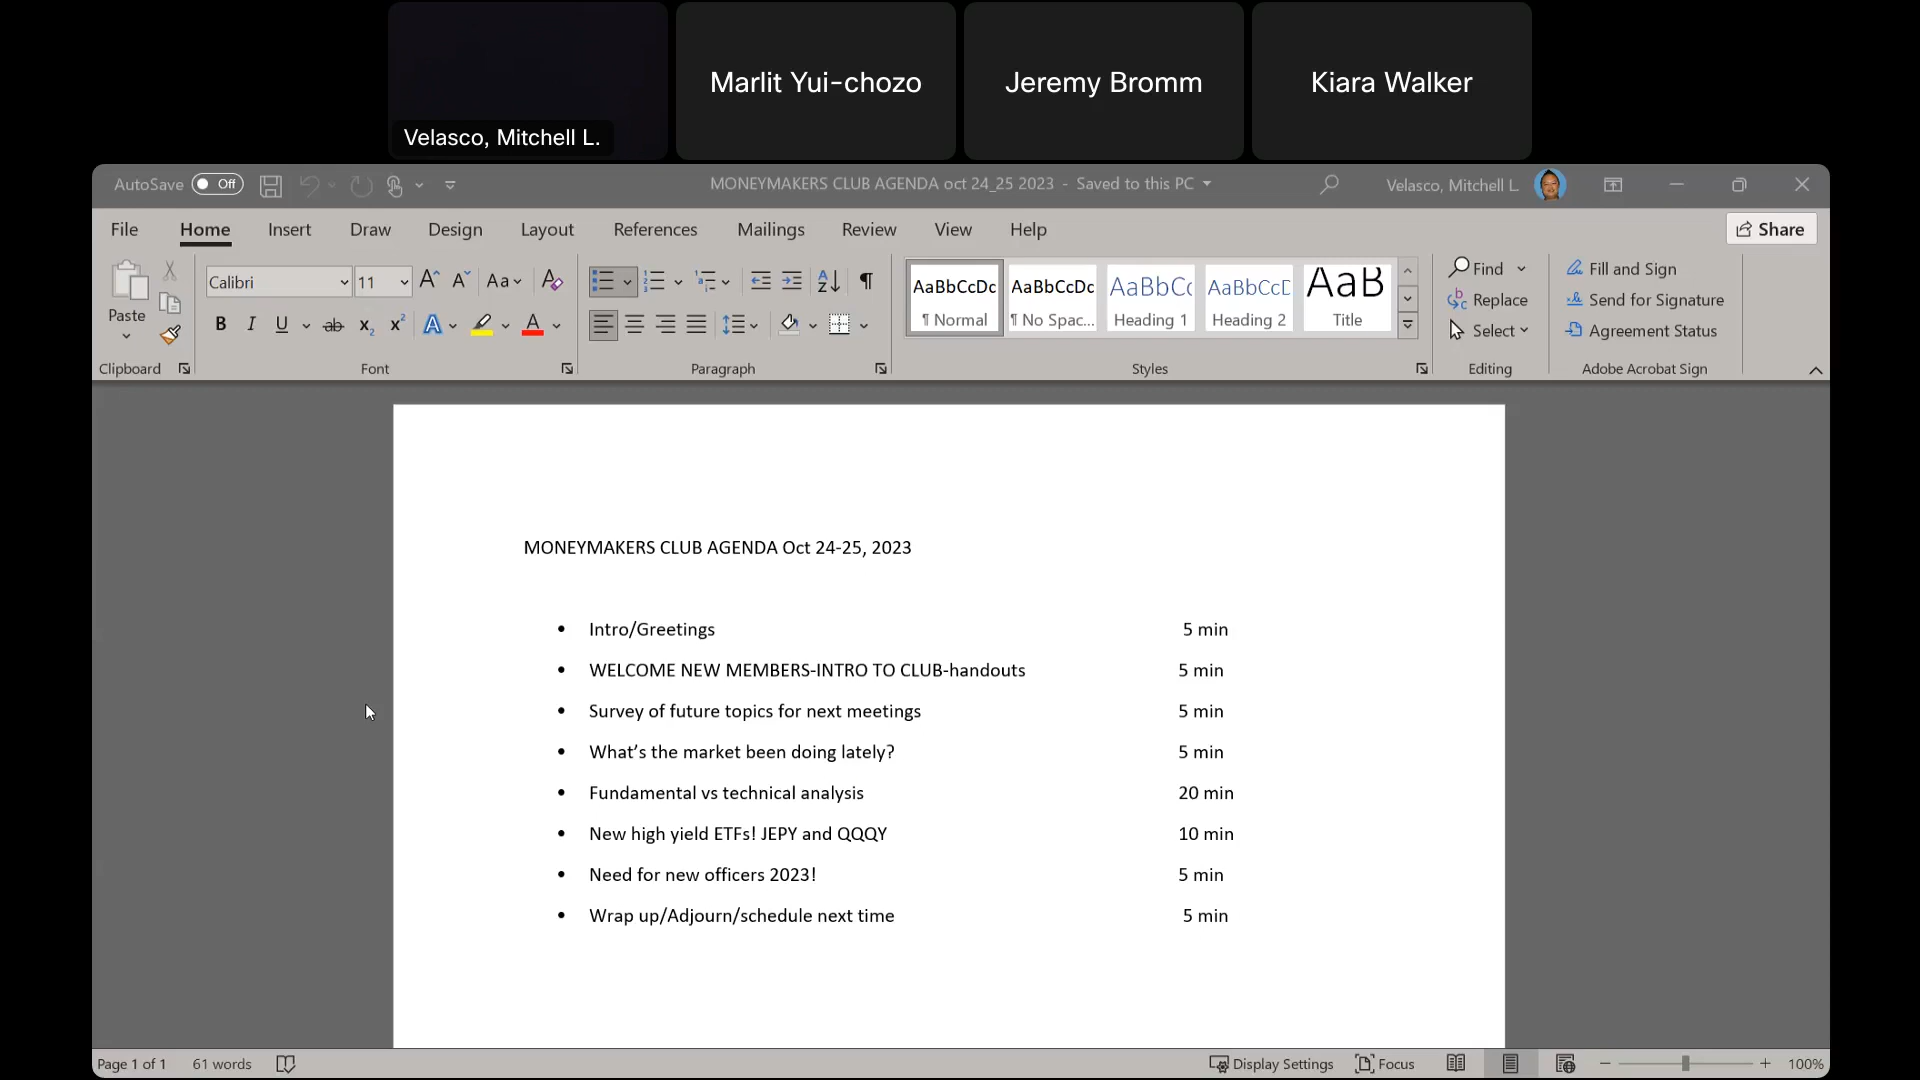 Velasco, Mitchell L.
Marlit Yui-chozo
Jeremy Bromm
Kiara Walker
AutoSave Off
MONEYMAKERS CLUB AGENDA oct 24_25 2023 - Saved to this PC
Velasco, Mitchell L.
File Home Insert Draw Design Layout References Mailings Review View Help
Share
Paste
Clipboard
Calibri 11
Font
Paragraph
AaBbCcDc AaBbCcDc AaBbCc AaBbCcD AaB
¶ Normal ¶ No Spac... Heading 1 Heading 2 Title
Styles
Find
Replace
Select
Editing
Fill and Sign
Send for Signature
Agreement Status
Adobe Acrobat Sign
MONEYMAKERS CLUB AGENDA Oct 24-25, 2023
• Intro/Greetings 5 min
• WELCOME NEW MEMBERS-INTRO TO CLUB-handouts 5 min
• Survey of future topics for next meetings 5 min
• What’s the market been doing lately? 5 min
• Fundamental vs technical analysis 20 min
• New high yield ETFs! JEPY and QQQY 10 min
• Need for new officers 2023! 5 min
• Wrap up/Adjourn/schedule next time 5 min
Page 1 of 1 61 words Display Settings Focus 100%